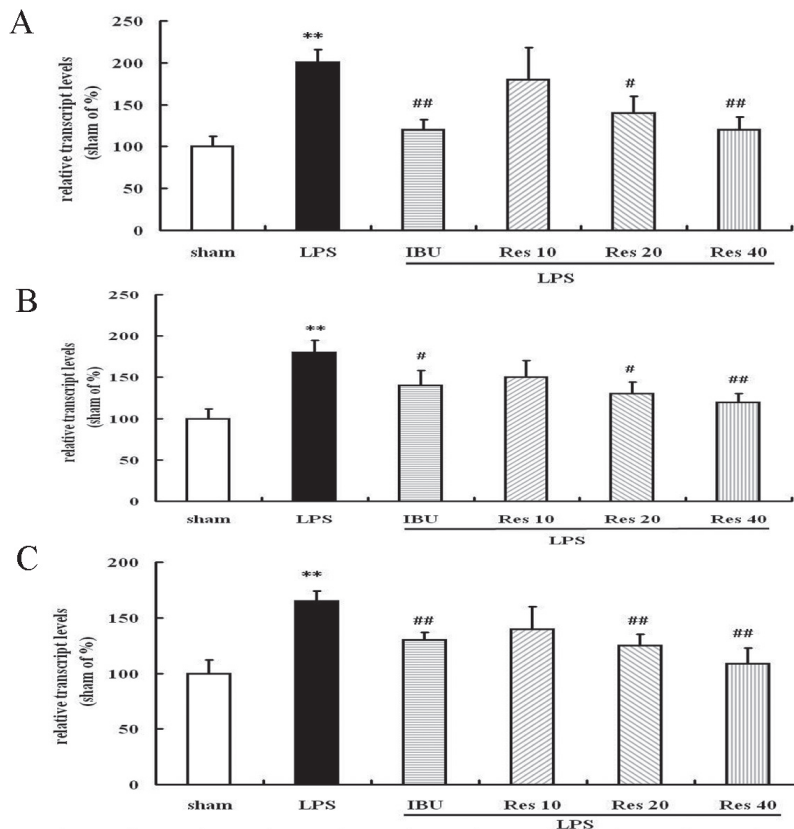 A
relative transcript levels
(sham of %)
250
200
150
100
50
0
**
##
#
##
sham LPS IBU Res 10 Res 20 Res 40
LPS
B
relative transcript levels
(sham of %)
250
200
150
100
50
0
**
#
#
##
sham LPS IBU Res 10 Res 20 Res 40
LPS
C
relative transcript levels
(sham of %)
200
150
100
50
0
**
##
##
##
sham LPS IBU Res 10 Res 20 Res 40
LPS